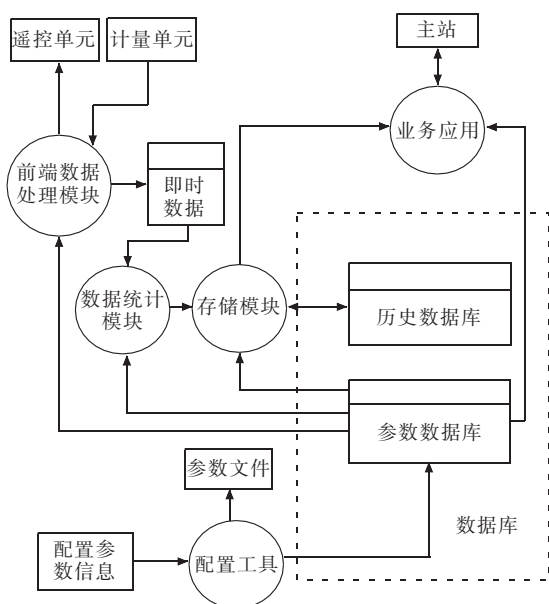 遥控单元
计量单元
主站
业务应用
前端数据
处理模块
即时
数据
数据统计
模块
存储模块
历史数据库
参数数据库
参数文件
数据库
配置参
数信息
配置工具